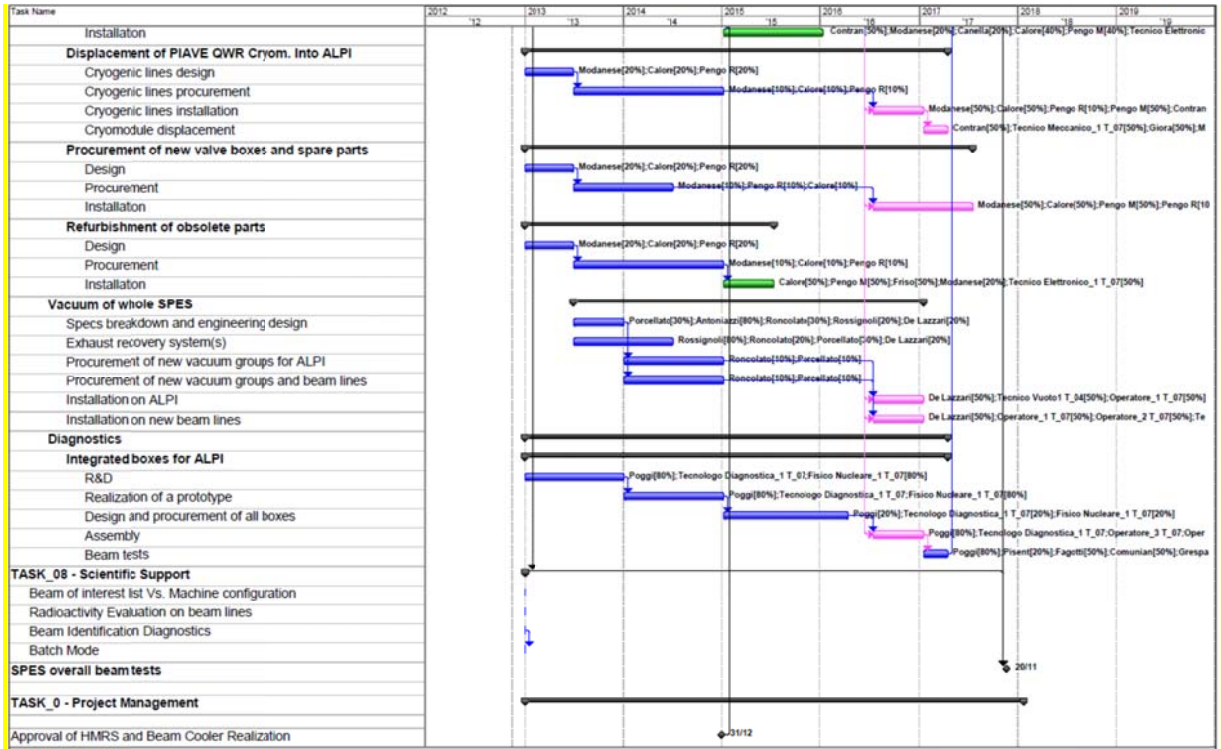 Task Name 2012 2013 2014 2015 2016 2017 2018 2019
'12 '13 '14 '15 '16 '17 '18 '19
Installation Contran[50%];Modanese[20%];Canella[20%];Calore[40%];Pengo M[40%];Tecnico Elettronic
Displacement of PIAVE QWR Cryom. Into ALPI
Cryogenic lines design Modanese[20%];Calore[20%];Pengo R[20%]
Cryogenic lines procurement Modanese[10%];Calore[10%];Pengo R[10%]
Cryogenic lines installation Modanese[50%];Calore[50%];Pengo R[10%];Pengo M[50%];Contran
Cryomodule displacement Contran[50%];Tecnico Meccanico_1 T_07[50%];Giora[50%];M
Procurement of new valve boxes and spare parts
Design Modanese[20%];Calore[20%];Pengo R[20%]
Procurement Modanese[10%];Pengo R[10%];Calore[10%]
Installation Modanese[50%];Calore[50%];Pengo M[50%];Pengo R[10
Refurbishment of obsolete parts
Design Modanese[20%];Calore[20%];Pengo R[20%]
Procurement Modanese[10%];Calore[10%];Pengo R[10%]
Installation Calore[50%];Pengo M[50%];Friso[50%];Modanese[20%];Tecnico Elettronico_1 T_07[50%]
Vacuum of whole SPES
Specs breakdown and engineering design Porcellato[30%];Antoniazzi[80%];Roncolato[30%];Rossignoli[20%];De Lazzari[20%]
Exhaust recovery system(s) Rossignoli[80%];Roncolato[20%];Porcellato[30%];De Lazzari[20%]
Procurement of new vacuum groups for ALPI Roncolato[10%];Porcellato[10%]
Procurement of new vacuum groups and beam lines Roncolato[10%];Porcellato[10%]
Installation on ALPI De Lazzari[50%];Tecnico Vuoto1 T_04[50%];Operatore_1 T_07[50%]
Installation on new beam lines De Lazzari[50%];Operatore_1 T_07[50%];Operatore_2 T_07[50%];Te
Diagnostics
Integrated boxes for ALPI
R&D Poggi[80%];Tecnologo Diagnostica_1 T_07;Fisico Nucleare_1 T_07[80%]
Realization of a prototype Poggi[80%];Tecnologo Diagnostica_1 T_07;Fisico Nucleare_1 T_07[80%]
Design and procurement of all boxes Poggi[20%];Tecnologo Diagnostica_1 T_07[20%];Fisico Nucleare_1 T_07[20%]
Assembly Poggi[80%];Tecnologo Diagnostica_1 T_07;Operatore_3 T_07;Oper
Beam tests Poggi[80%];Pisent[20%];Fagotti[50%];Comunian[50%];Grespa
TASK_08 - Scientific Support
Beam of interest list Vs. Machine configuration
Radioactivity Evaluation on beam lines
Beam Identification Diagnostics
Batch Mode
SPES overall beam tests 20/11
TASK_0 - Project Management
Approval of HMRS and Beam Cooler Realization 31/12